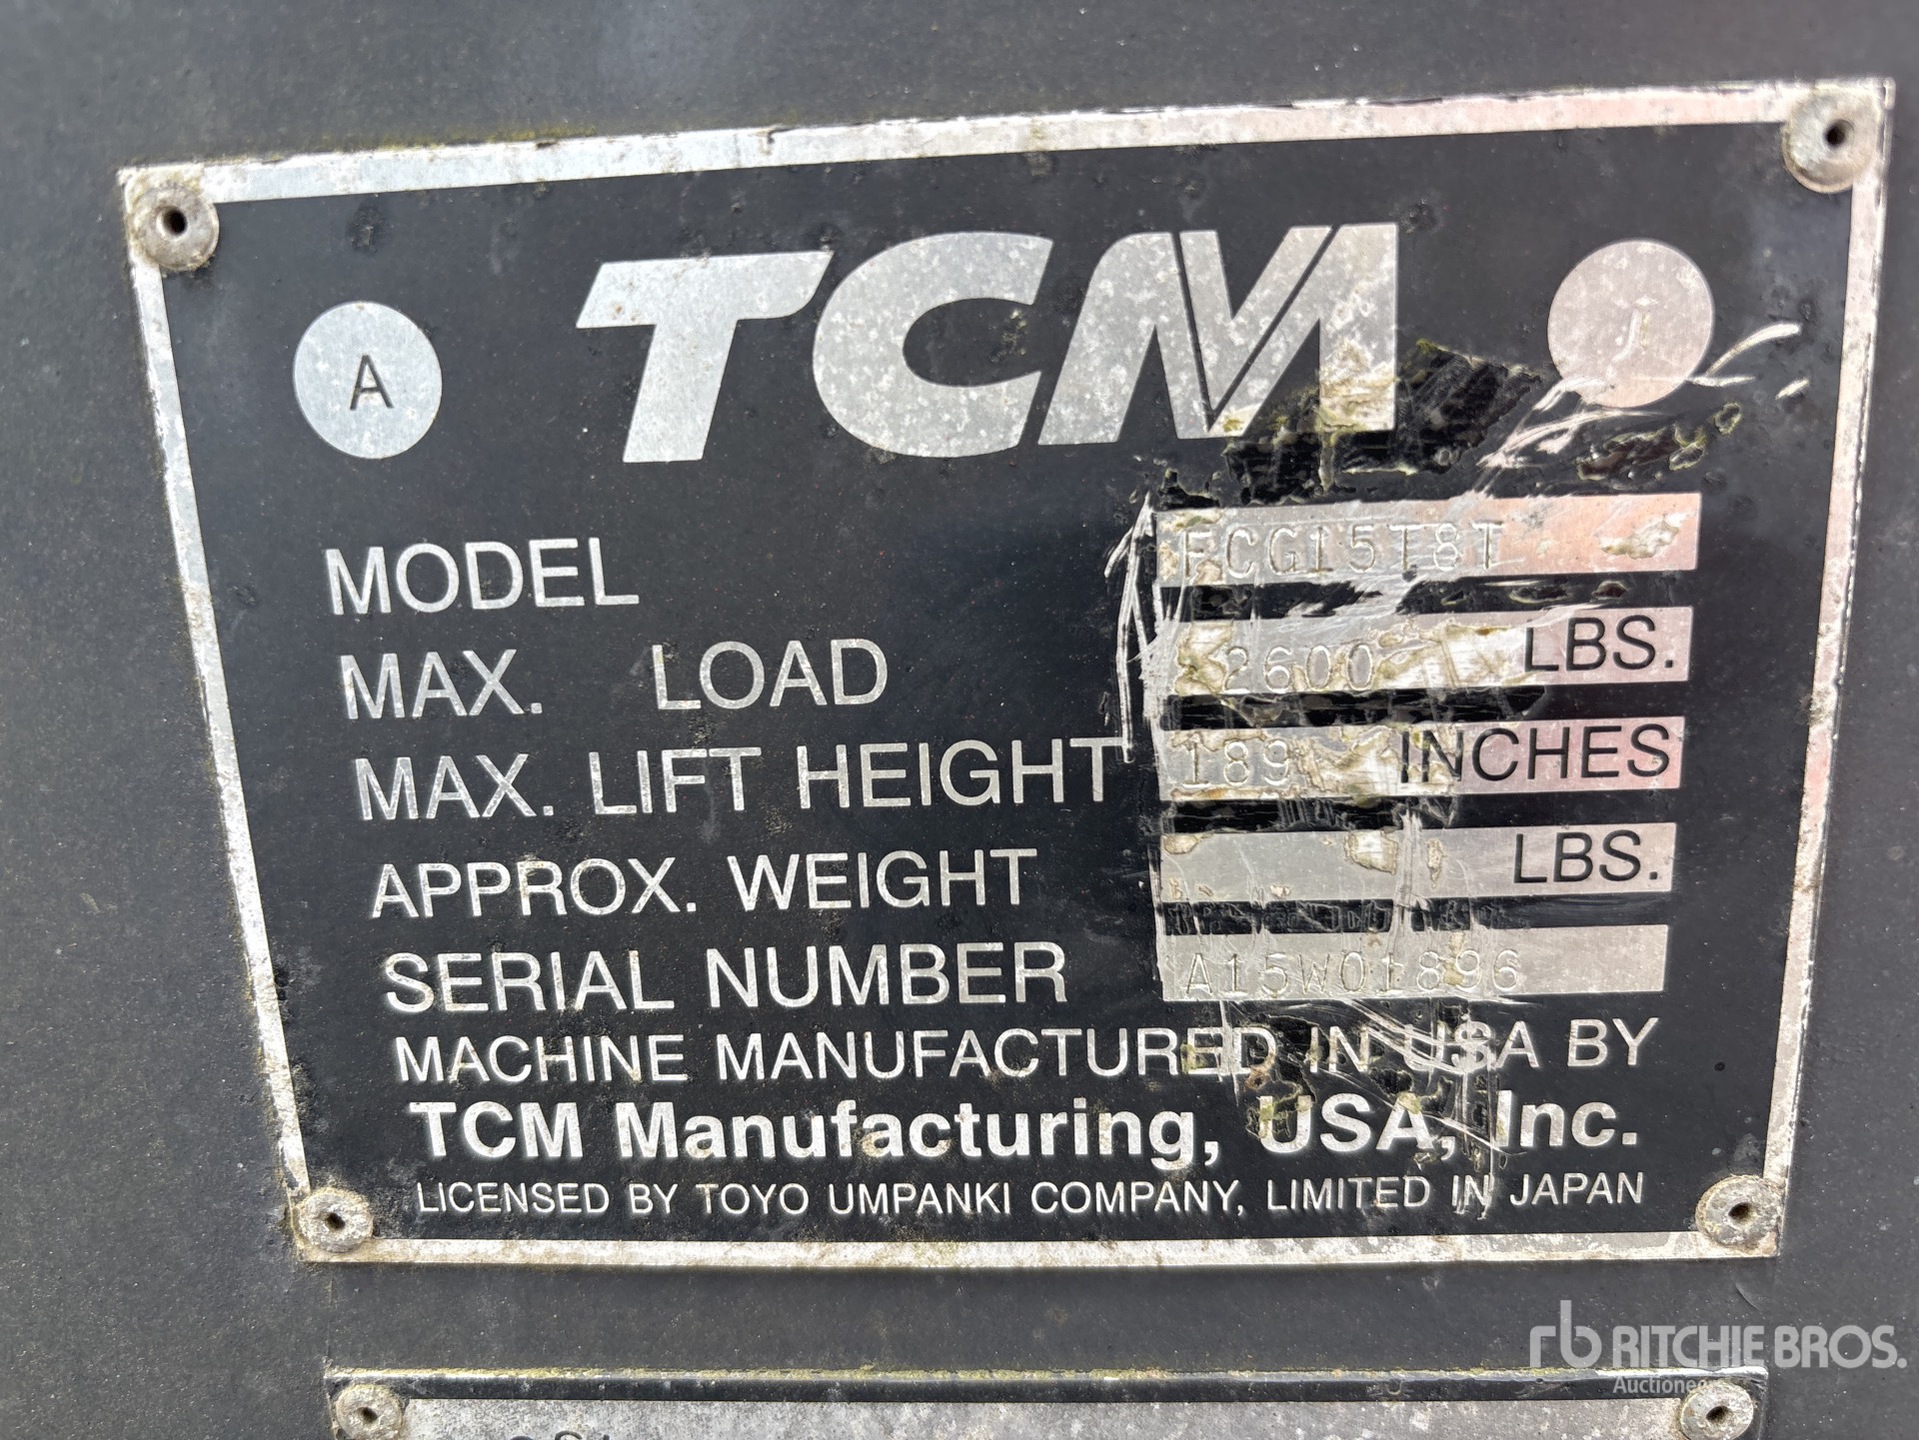 TCM
A
J
MODEL FCG15T8T
MAX. LOAD 2600 LBS.
MAX. LIFT HEIGHT 189 INCHES
APPROX. WEIGHT LBS.
SERIAL NUMBER A15W01896
MACHINE MANUFACTURED IN USA BY
TCM Manufacturing, USA, Inc.
LICENSED BY TOYO UMPANKI COMPANY, LIMITED IN JAPAN
rb RITCHIE BROS.